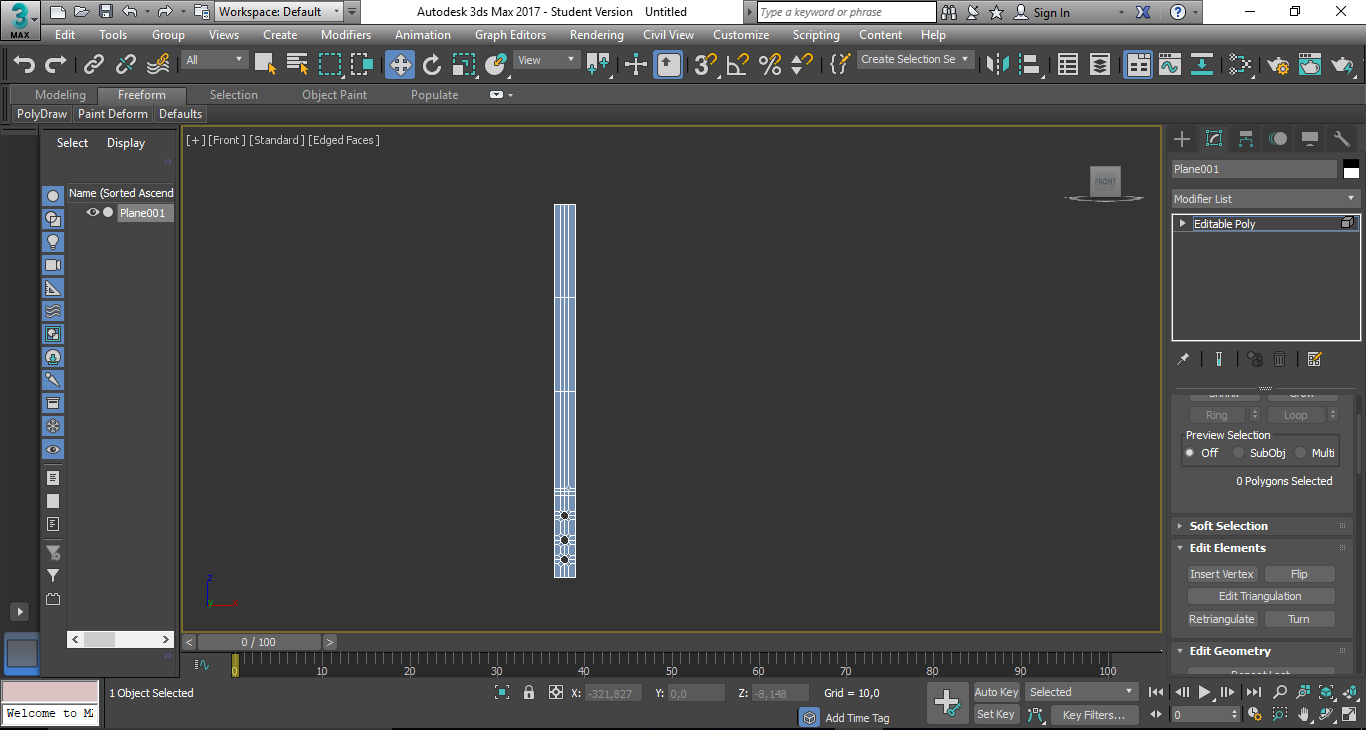 3
MAX
Workspace: Default
Autodesk 3ds Max 2017 - Student Version Untitled
Type a keyword or phrase
Sign In
Edit Tools Group Views Create Modifiers Animation Graph Editors Rendering Civil View Customize Scripting Content Help
All
View
3
Create Selection Se
Modeling Freeform Selection Object Paint Populate
PolyDraw Paint Deform Defaults
Select Display
[+] [Front] [Standard] [Edged Faces]
FRONT
Name (Sorted Ascend
Plane001
Plane001
Modifier List
Editable Poly
Shrink Grow
Ring Loop
Preview Selection
Off SubObj Multi
0 Polygons Selected
Soft Selection
Edit Elements
Insert Vertex Flip
Edit Triangulation
Retriangulate Turn
Edit Geometry
Repeat Last
z
y x
< 0 / 100 >
0 10 20 30 40 50 60 70 80 90 100
1 Object Selected
X: -321,827 Y: 0,0 Z: -8,148 Grid = 10,0
Auto Key Selected
Welcome to M
Add Time Tag
Set Key Key Filters...
0